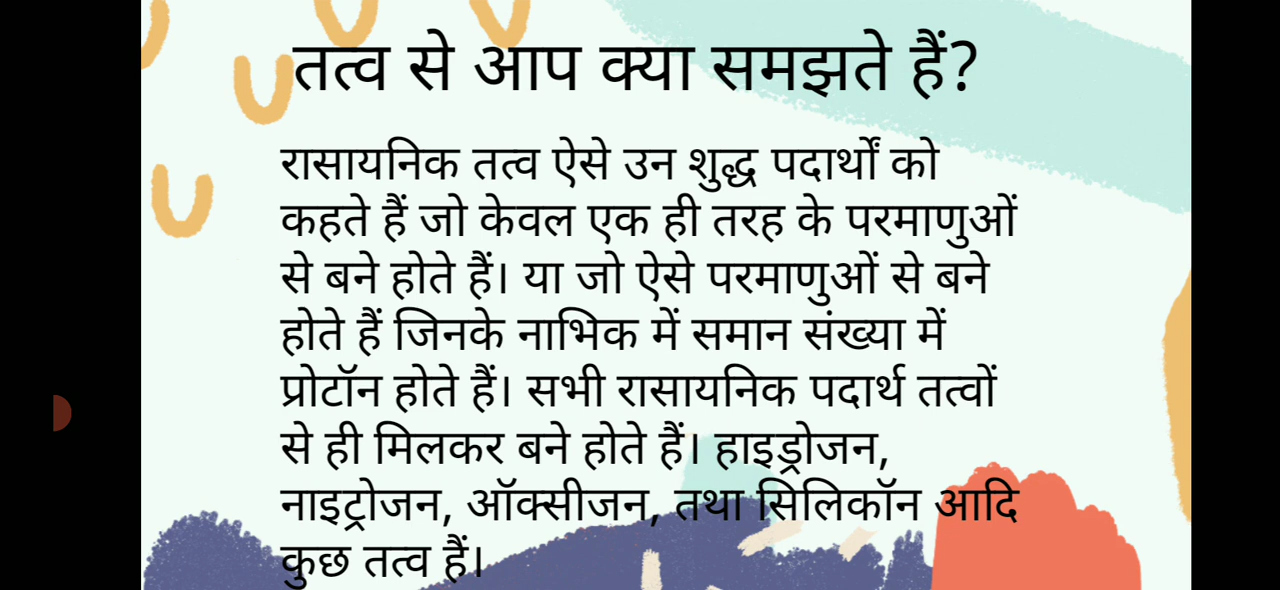 तत्व से आप क्या समझते हैं?
रासायनिक तत्व ऐसे उन शुद्ध पदार्थों को
कहते हैं जो केवल एक ही तरह के परमाणुओं
से बने होते हैं। या जो ऐसे परमाणुओं से बने
होते हैं जिनके नाभिक में समान संख्या में
प्रोटॉन होते हैं। सभी रासायनिक पदार्थ तत्वों
से ही मिलकर बने होते हैं। हाइड्रोजन,
नाइट्रोजन, ऑक्सीजन, तथा सिलिकॉन आदि
कुछ तत्व हैं।